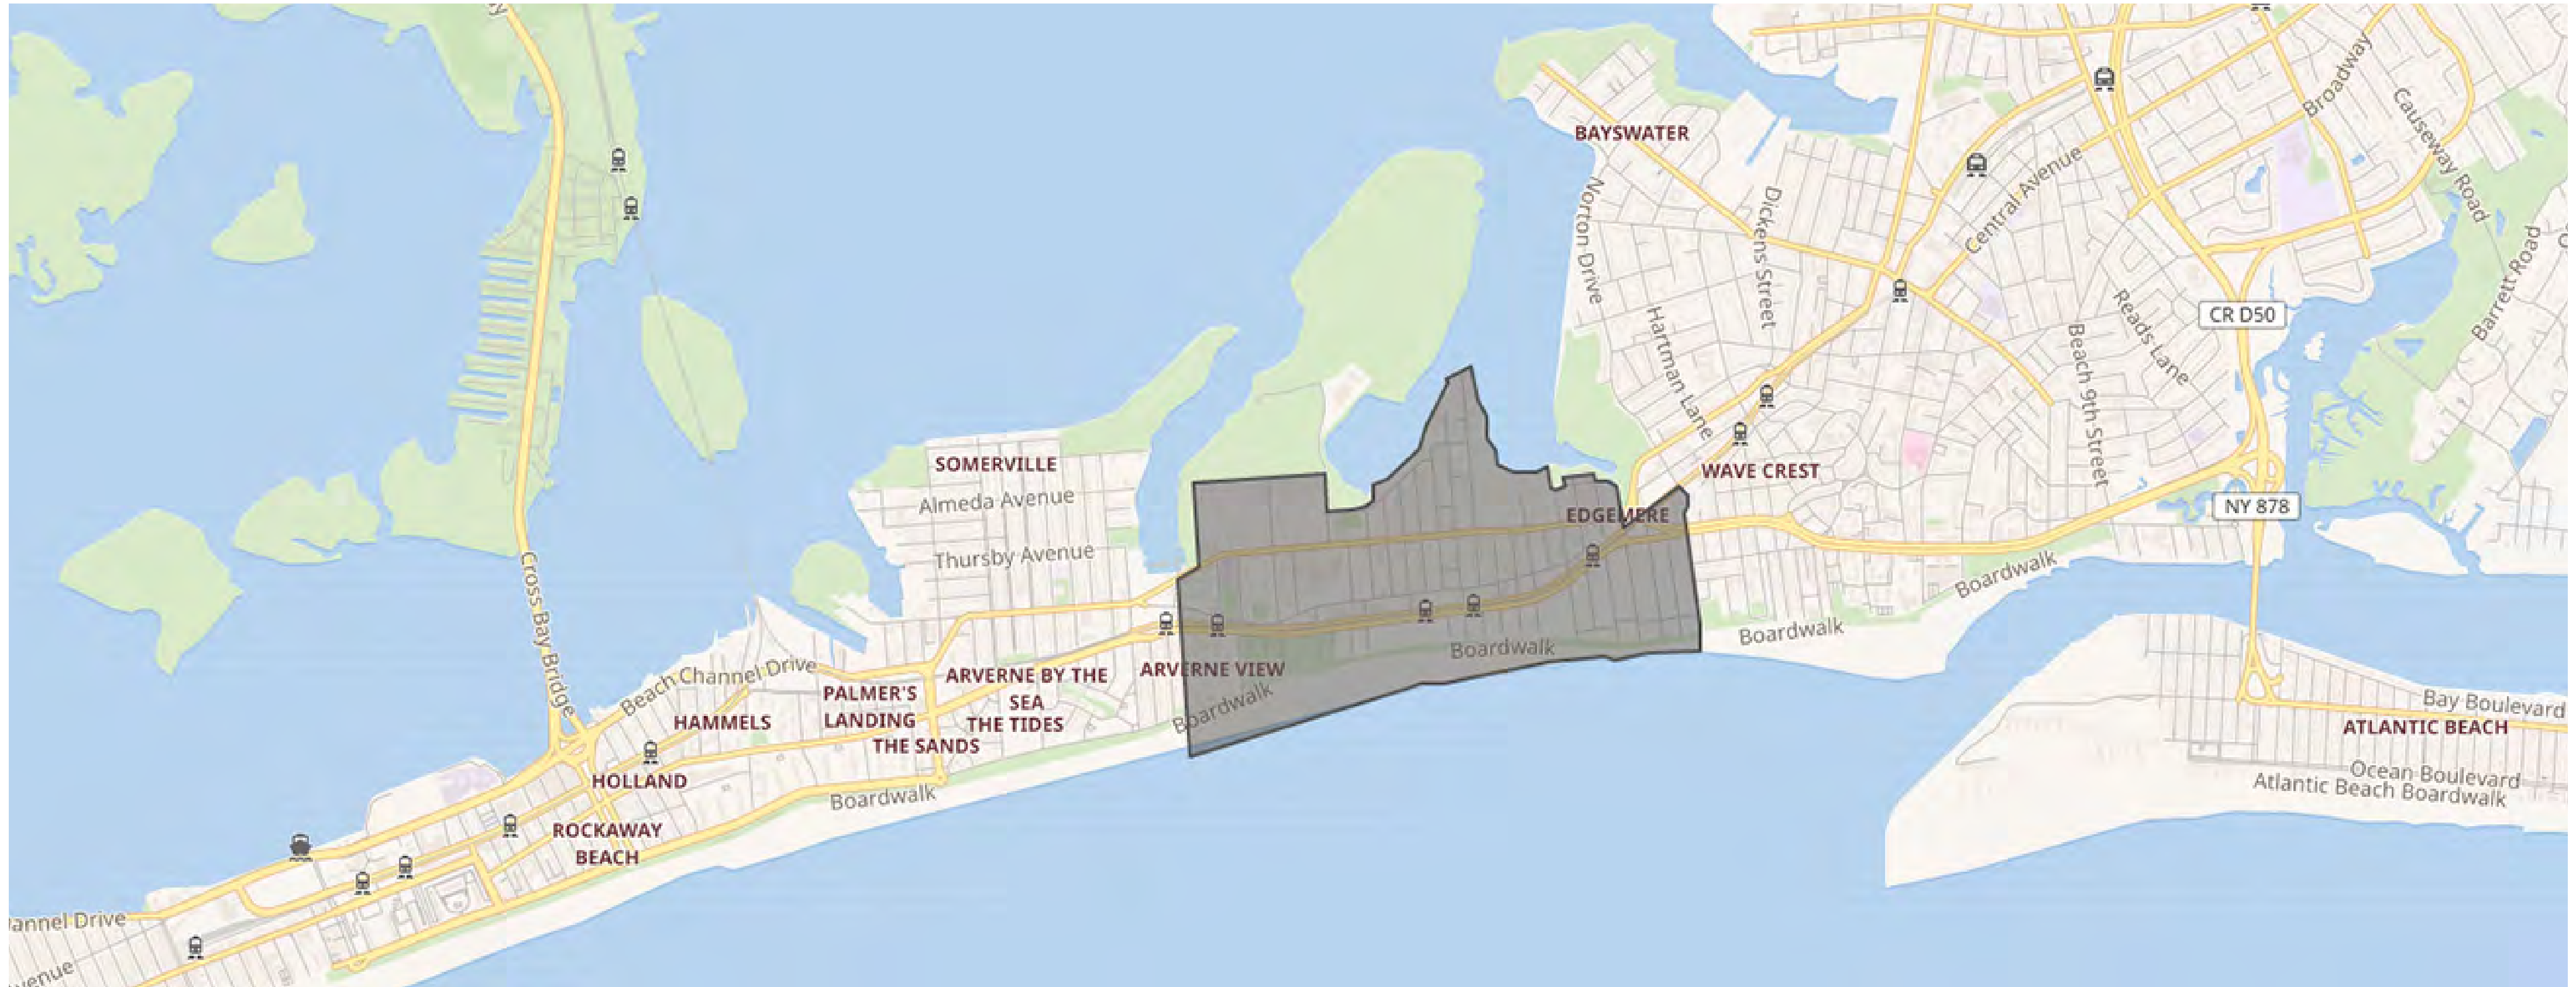 Broadway
Causeway Road
BAYSWATER
Central Avenue
Norton Drive
Dickens Street
Barrett Road
Reads Lane
CR D50
Hartman Lane
Beach 9th Street
SOMERVILLE
WAVE CREST
Almeda Avenue
NY 878
EDGEMERE
Thursby Avenue
Boardwalk
Cross Bay Bridge
Boardwalk
Boardwalk
ARVERNE VIEW
Beach Channel Drive
ARVERNE BY THE
SEA
PALMER'S
LANDING
Boardwalk
Bay Boulevard
HAMMELS
THE TIDES
ATLANTIC BEACH
THE SANDS
HOLLAND
Ocean Boulevard
Atlantic Beach Boardwalk
Boardwalk
ROCKAWAY
BEACH
annel Drive
venue